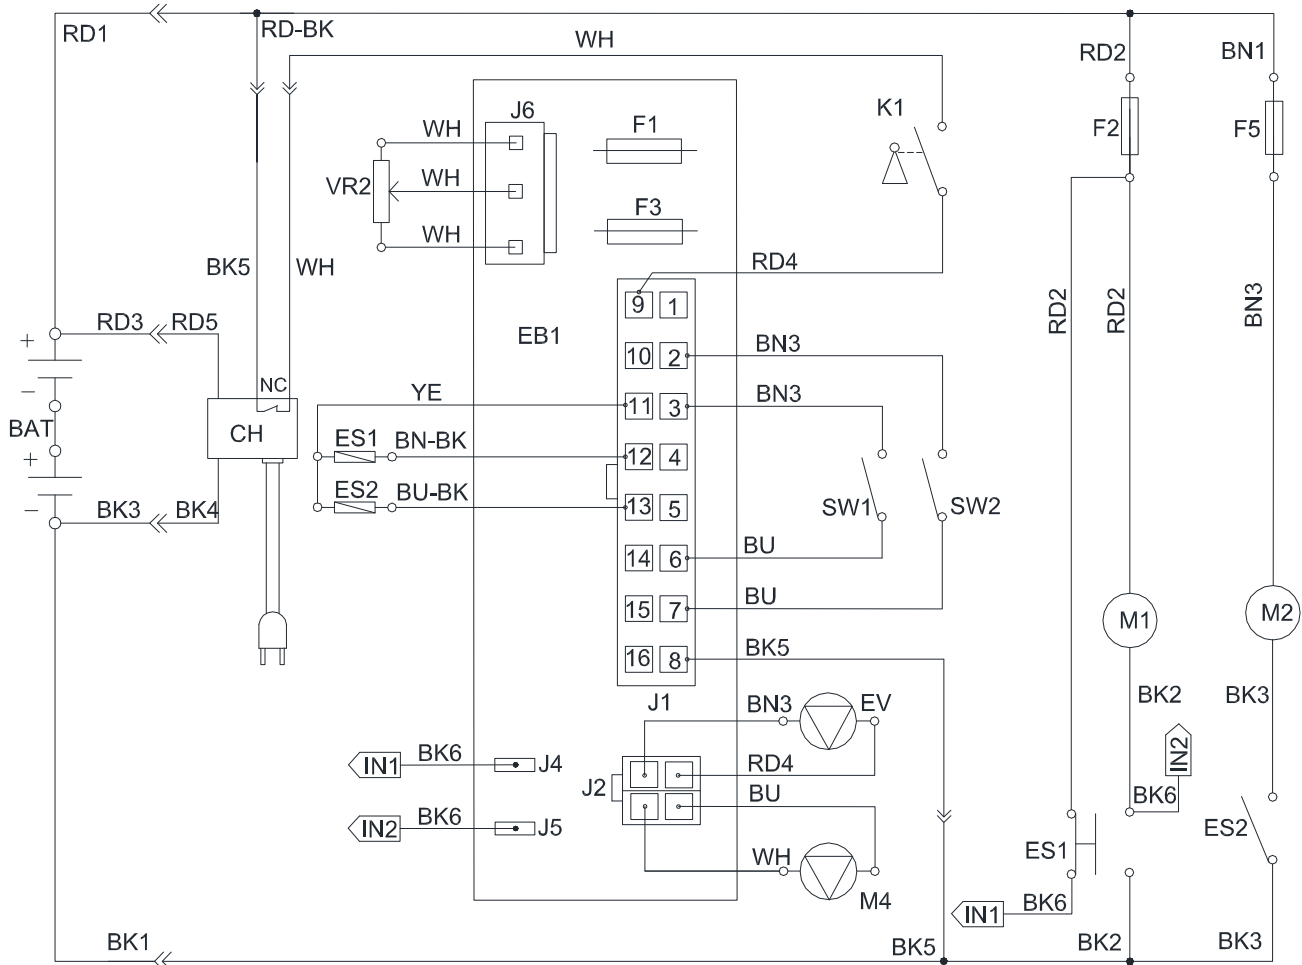 RD1
RD-BK
WH
RD2
BN1
J6
F1
K1
F2
F5
WH
VR2
WH
F3
WH
BK5
WH
RD4
RD2
RD2
BN3
9 1
RD3
RD5
+
EB1
10 2
BN3
−
NC
YE
11 3
BN3
BAT
CH
ES1
BN-BK
12 4
+
ES2
BU-BK
13 5
SW1
SW2
−
BK3
BK4
14 6
BU
15 7
BU
M1
M2
16 8
BK5
J1
BN3
EV
BK2
BK3
IN1
BK6
J4
RD4
IN2
J2
BU
BK6
IN2
BK6
J5
ES2
WH
ES1
M4
IN1
BK6
BK1
BK5
BK2
BK3